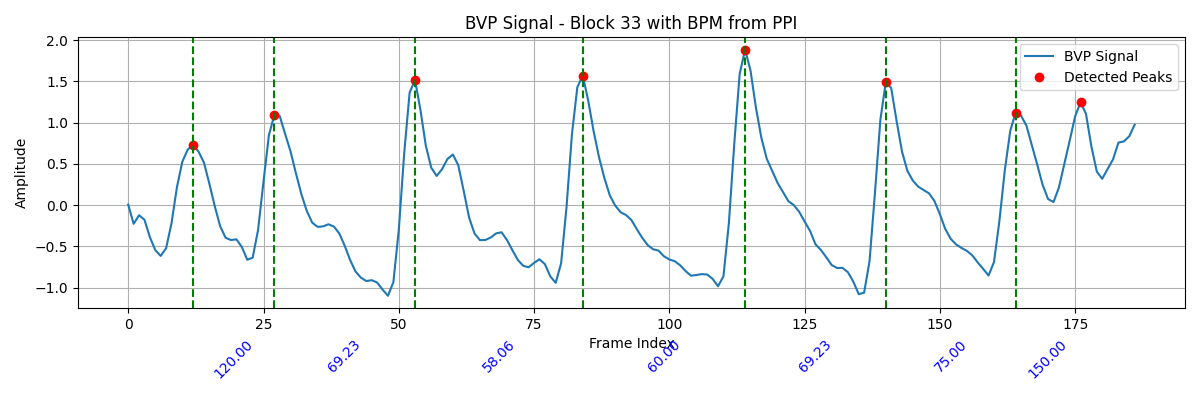 BVP Signal - Block 33 with BPM from PPI
2.0
1.5
1.0
0.5
0.0
−0.5
−1.0
Amplitude
BVP Signal
Detected Peaks
0 25 50 75 100 125 150 175
Frame Index
120.00 69.23 58.06 60.00 69.23 75.00 150.00